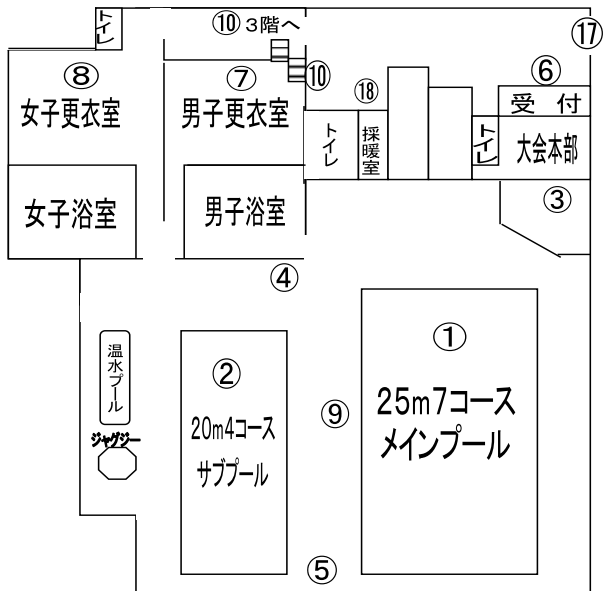 トイレ
⑩ 3階へ
⑰
⑧
女子更衣室
⑦
男子更衣室
⑩
⑱
⑥
受 付
トイレ
採暖室
トイレ
大会本部
女子浴室
男子浴室
③
④
①
25m7コース
メインプール
温水プール
②
20m4コース
サブプール
⑨
ジャグジー
⑤